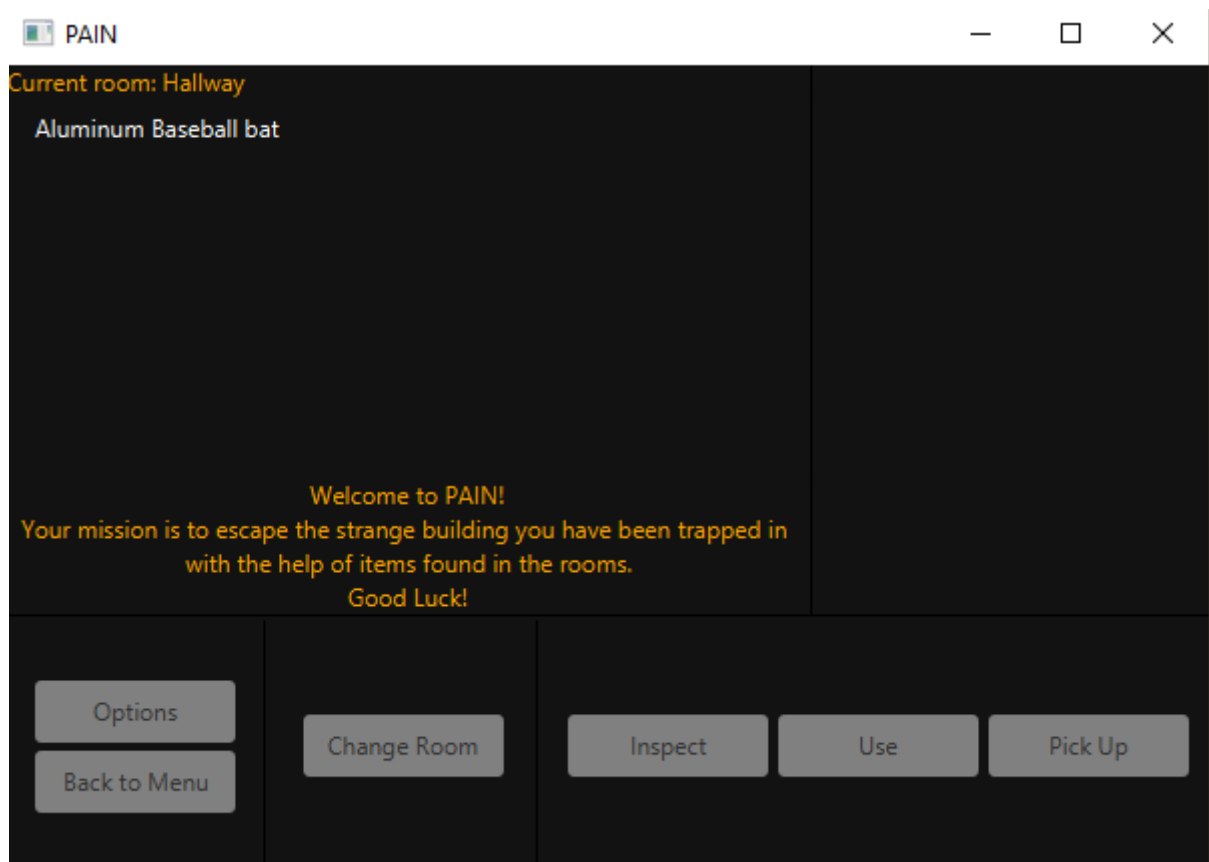 PAIN
Current room: Hallway
Aluminum Baseball bat
Welcome to PAIN!
Your mission is to escape the strange building you have been trapped in
with the help of items found in the rooms.
Good Luck!
Options
Back to Menu
Change Room
Inspect
Use
Pick Up